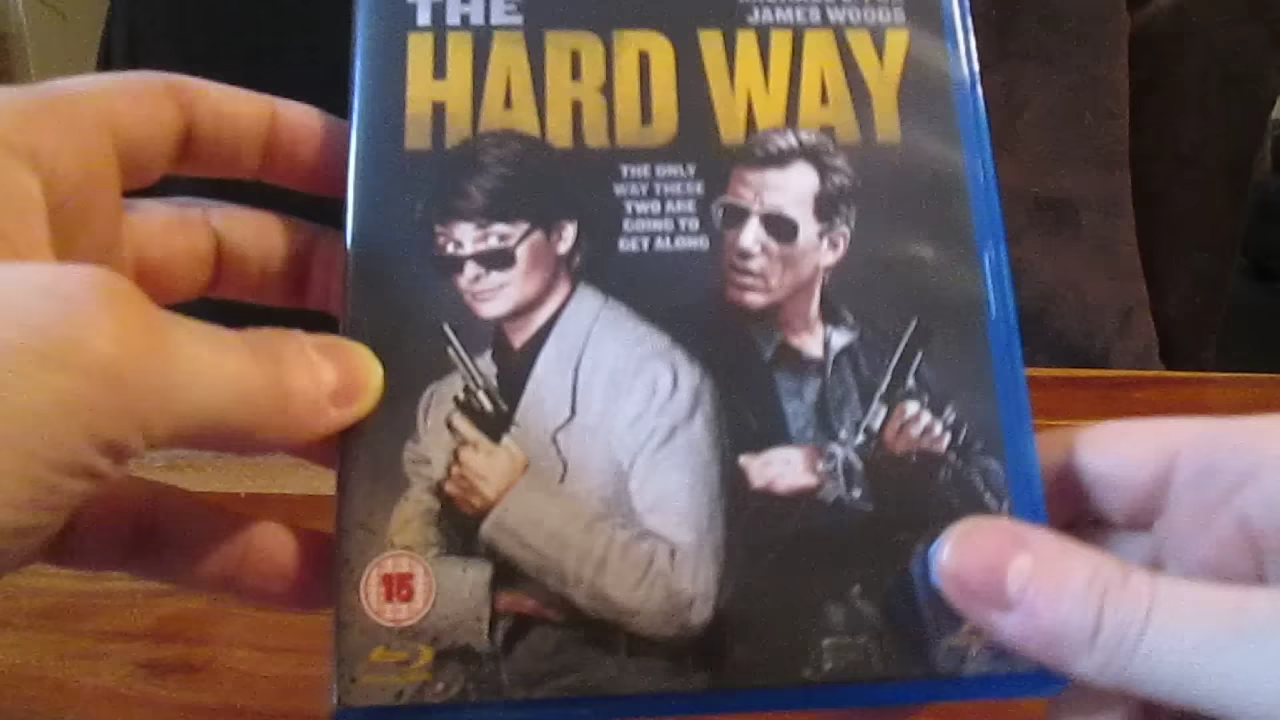 THE
JAMES WOODS
HARD WAY
THE ONLY
WAY THESE
TWO ARE
GOING TO
GET ALONG
15